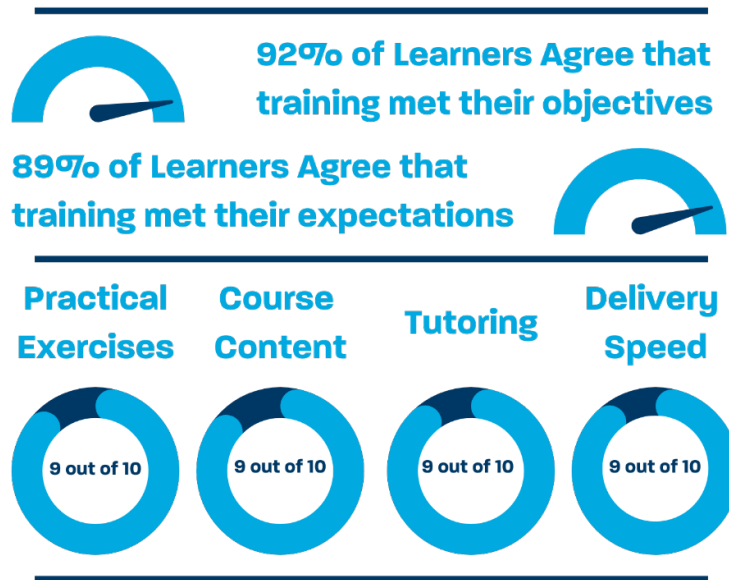 92% of Learners Agree that
training met their objectives
89% of Learners Agree that
training met their expectations
Practical
Exercises
Course
Content
Tutoring
Delivery
Speed
9 out of 10
9 out of 10
9 out of 10
9 out of 10